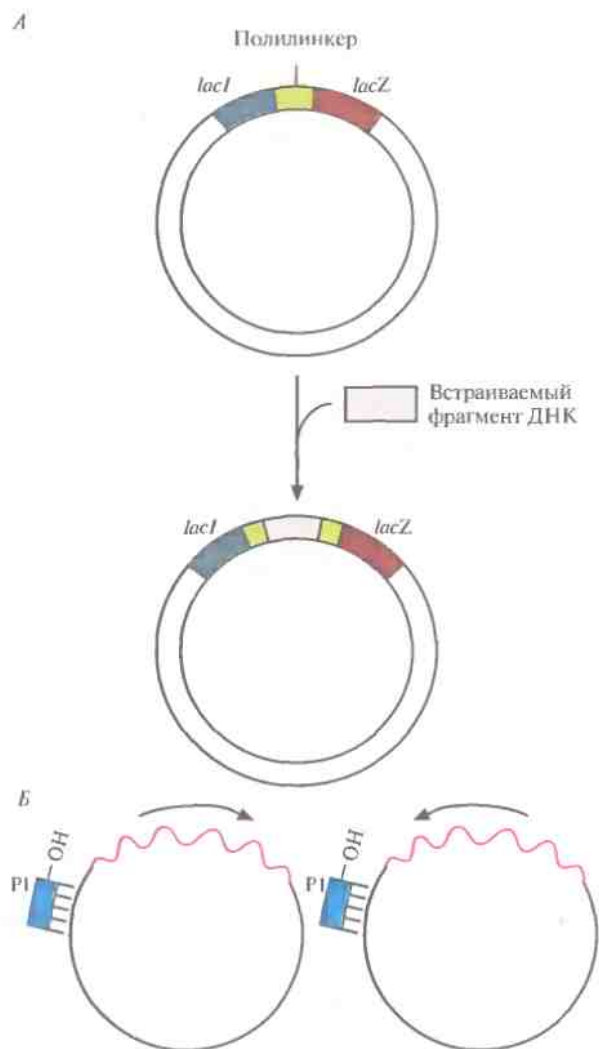 А
Полилинкер
lacI lacZ
Встраиваемый
фрагмент ДНК
lacI lacZ
Б
OH OH
P1 P1